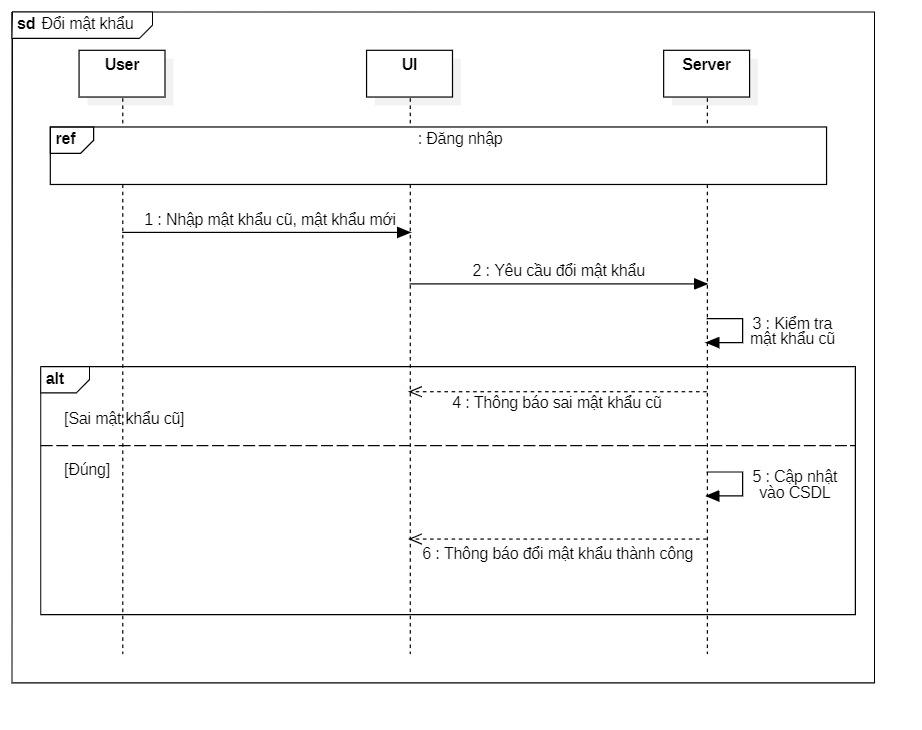 sd Đổi mật khẩu
User
UI
Server
ref
: Đăng nhập
1 : Nhập mật khẩu cũ, mật khẩu mới
2 : Yêu cầu đổi mật khẩu
3 : Kiểm tra
mật khẩu cũ
alt
4 : Thông báo sai mật khẩu cũ
[Sai mật khẩu cũ]
[Đúng]
5 : Cập nhật
vào CSDL
6 : Thông báo đổi mật khẩu thành công